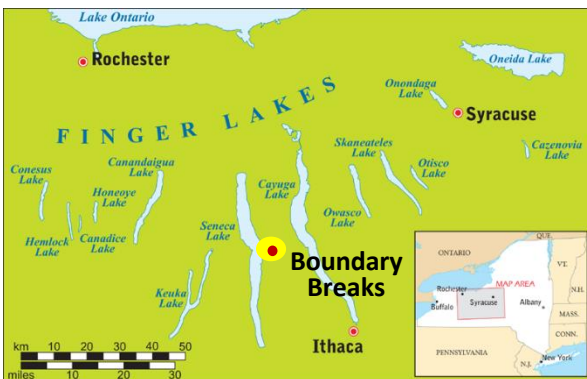 Lake Ontario
Rochester
Oneida Lake
Onondaga
Lake
Syracuse
FINGER LAKES
Cazenovia
Lake
Skaneateles
Lake
Otisco
Lake
Conesus
Lake
Canandaigua
Lake
Honeoye
Lake
Cayuga
Lake
Owasco
Lake
Hemlock
Lake
Canadice
Lake
Seneca
Lake
Keuka
Lake
Boundary
Breaks
Ithaca
km 10 20 30 40 50
miles 10 20 30
QUE.
ONTARIO
VT.
MAP AREA
Rochester
Syracuse
N.H.
Buffalo
Albany
MASS.
CONN.
PENNSYLVANIA
N.J.
New York